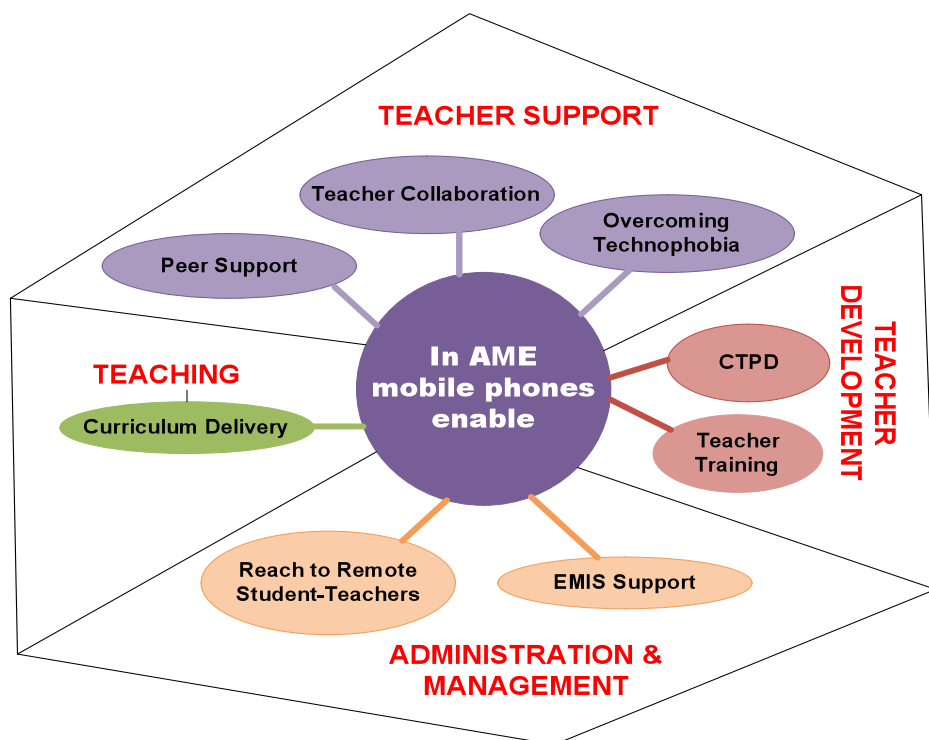 TEACHER SUPPORT
Teacher Collaboration
Overcoming
Technophobia
Peer Support
In AME
mobile phones
enable
TEACHER
DEVELOPMENT
CTPD
Teacher
Training
TEACHING
Curriculum Delivery
Reach to Remote
Student-Teachers
EMIS Support
ADMINISTRATION &
MANAGEMENT